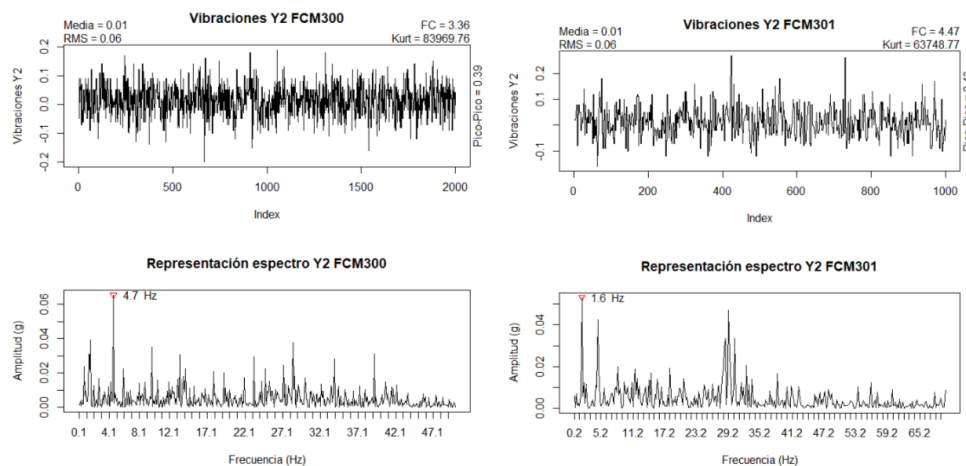 Vibraciones Y2 FCM300
Media = 0.01
RMS = 0.06
FC = 3.36
Kurt = 83969.76
Vibraciones Y2
0.2
0.1
0.0
-0.1
-0.2
Pico-Pico = 0.39
0
500
1000
1500
2000
Index
Vibraciones Y2 FCM301
Media = 0.01
RMS = 0.06
FC = 4.47
Kurt = 63748.77
Vibraciones Y2
0.2
0.1
-0.1
0
200
400
600
800
1000
Index
Representación espectro Y2 FCM300
4.7 Hz
Amplitud (g)
0.06
0.04
0.02
0.00
0.1
4.1
8.1
12.1
17.1
22.1
27.1
32.1
37.1
42.1
47.1
Frecuencia (Hz)
Representación espectro Y2 FCM301
1.6 Hz
Amplitud (g)
0.04
0.02
0.00
0.2
5.2
11.2
17.2
23.2
29.2
35.2
41.2
47.2
53.2
59.2
65.2
Frecuencia (Hz)